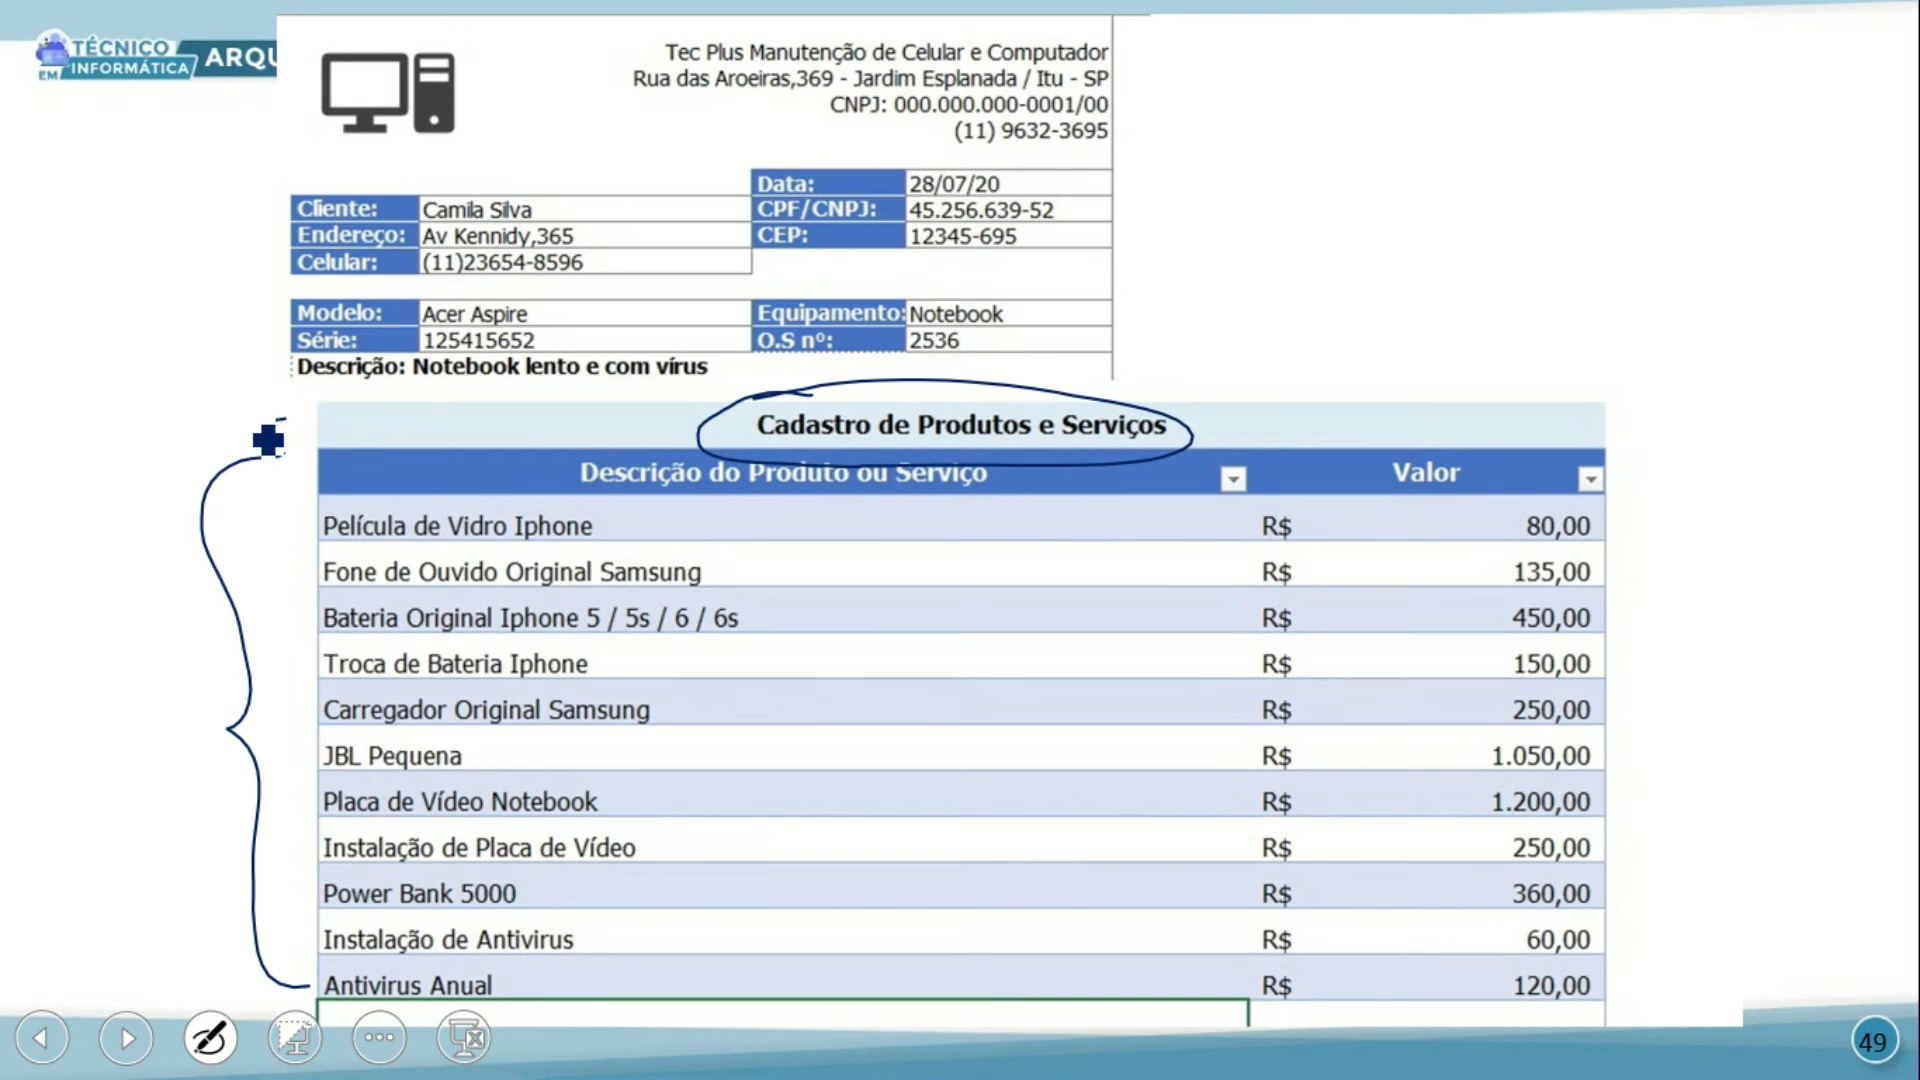 TÉCNICO
EM INFORMÁTICA
ARQU
Tec Plus Manutenção de Celular e Computador
Rua das Aroeiras,369 - Jardim Esplanada / Itu - SP
CNPJ: 000.000.000-0001/00
(11) 9632-3695
Data: 28/07/20
Cliente: Camila Silva CPF/CNPJ: 45.256.639-52
Endereço: Av Kennidy,365 CEP: 12345-695
Celular: (11)23654-8596
Modelo: Acer Aspire Equipamento: Notebook
Série: 125415652 O.S nº: 2536
Descrição: Notebook lento e com vírus
Cadastro de Produtos e Serviços
Descrição do Produto ou Serviço Valor
Película de Vidro Iphone R$ 80,00
Fone de Ouvido Original Samsung R$ 135,00
Bateria Original Iphone 5 / 5s / 6 / 6s R$ 450,00
Troca de Bateria Iphone R$ 150,00
Carregador Original Samsung R$ 250,00
JBL Pequena R$ 1.050,00
Placa de Vídeo Notebook R$ 1.200,00
Instalação de Placa de Vídeo R$ 250,00
Power Bank 5000 R$ 360,00
Instalação de Antivirus R$ 60,00
Antivirus Anual R$ 120,00
49